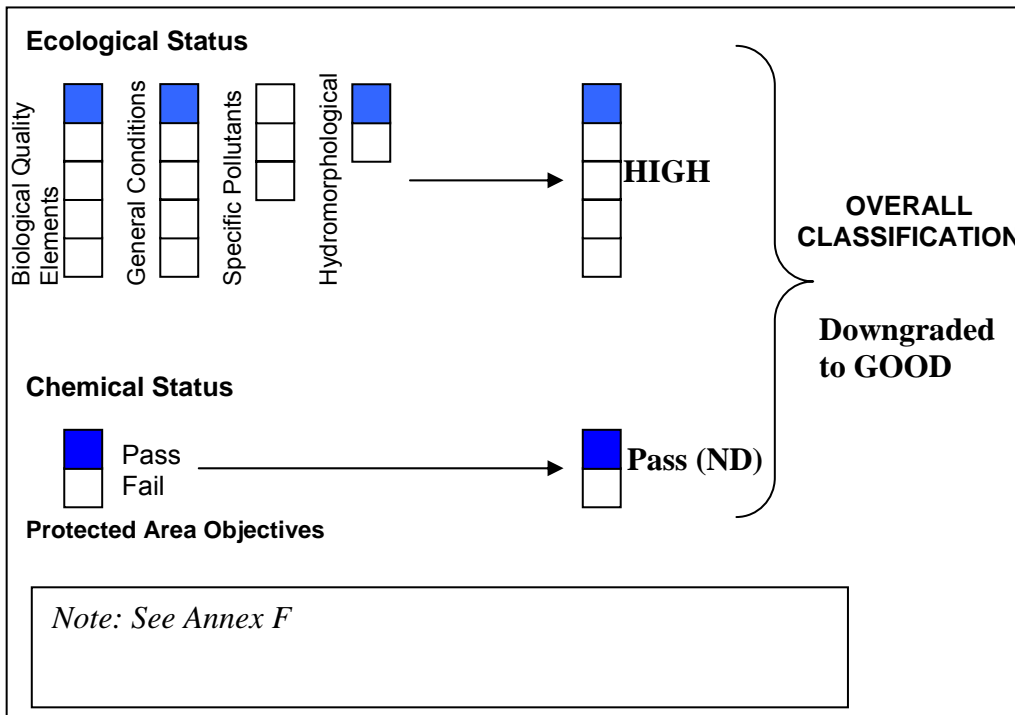 Ecological Status
Biological Quality
Elements
General Conditions
Specific Pollutants
Hydromorphological
HIGH
OVERALL
CLASSIFICATION
Downgraded
to GOOD
Chemical Status
Pass
Fail
Pass (ND)
Protected Area Objectives
Note: See Annex F